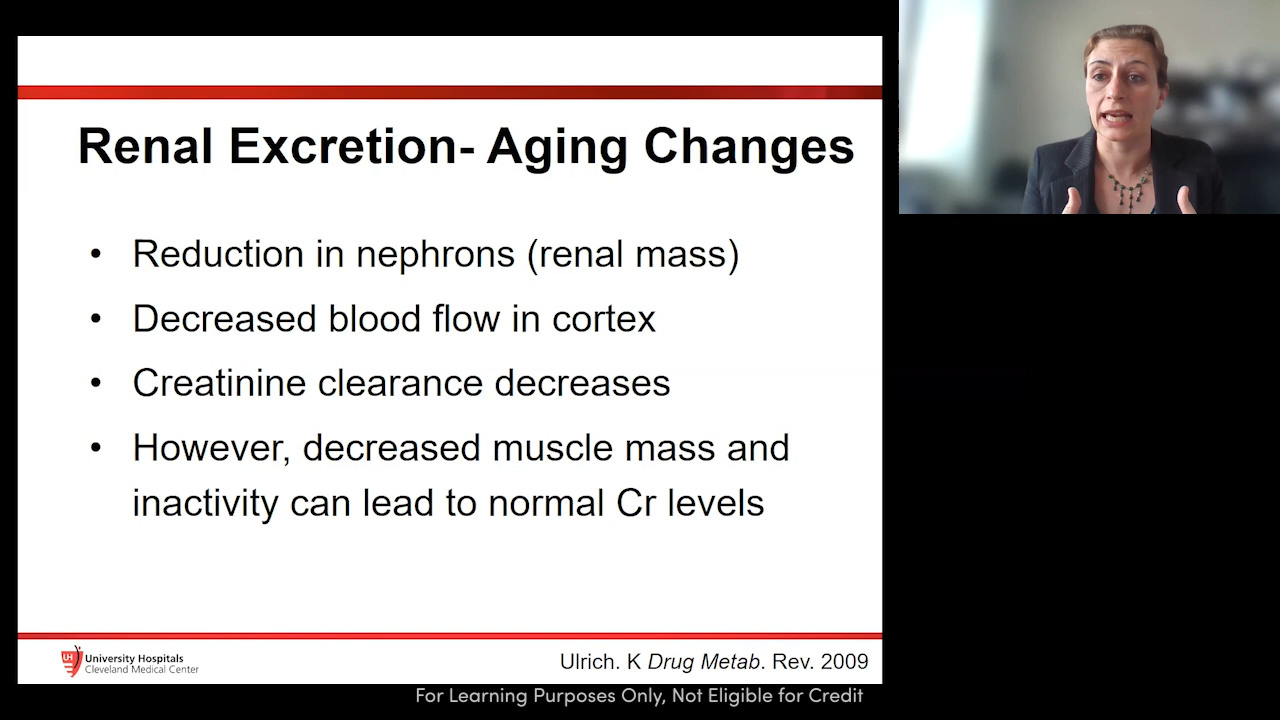 Renal Excretion- Aging Changes
• Reduction in nephrons (renal mass)
• Decreased blood flow in cortex
• Creatinine clearance decreases
• However, decreased muscle mass and
inactivity can lead to normal Cr levels
UH
University Hospitals
Cleveland Medical Center
Ulrich. K Drug Metab. Rev. 2009
For Learning Purposes Only, Not Eligible for Credit